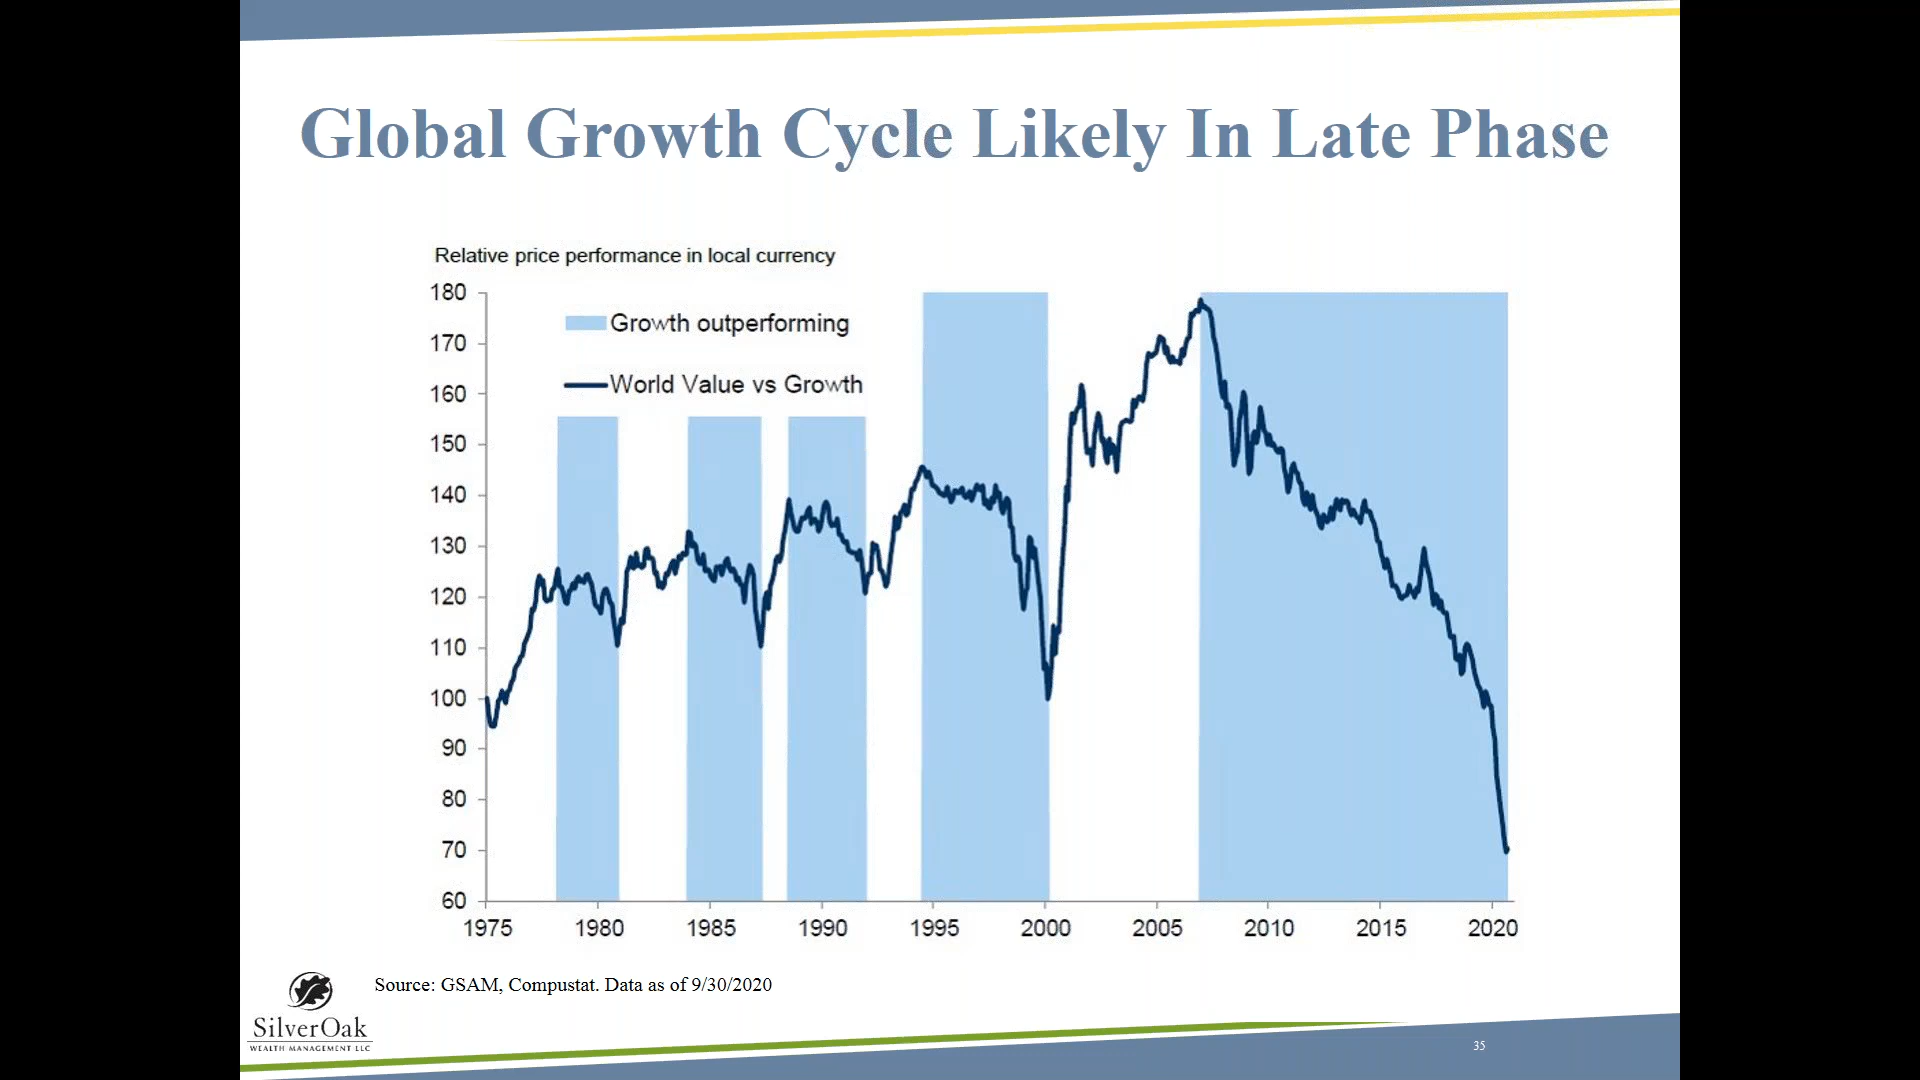 Global Growth Cycle Likely In Late Phase
Relative price performance in local currency
180
170
160
150
140
130
120
110
100
90
80
70
60
Growth outperforming
World Value vs Growth
1975 1980 1985 1990 1995 2000 2005 2010 2015 2020
Source: GSAM, Compustat. Data as of 9/30/2020
SilverOak
WEALTH MANAGEMENT LLC
35